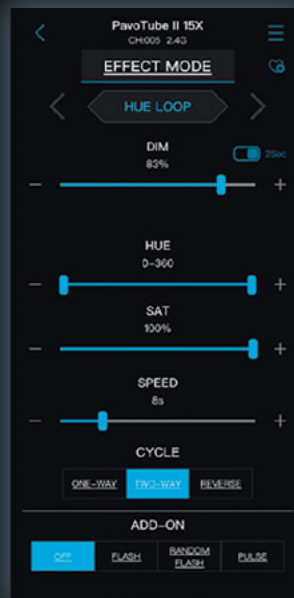 PavoTube II 15X
CH:005 2.4G
EFFECT MODE
HUE LOOP
DIM
83%
2Sec
HUE
0-360
SAT
100%
SPEED
8s
CYCLE
ONE-WAY TWO-WAY REVERSE
ADD-ON
OFF FLASH RANDOM FLASH PULSE